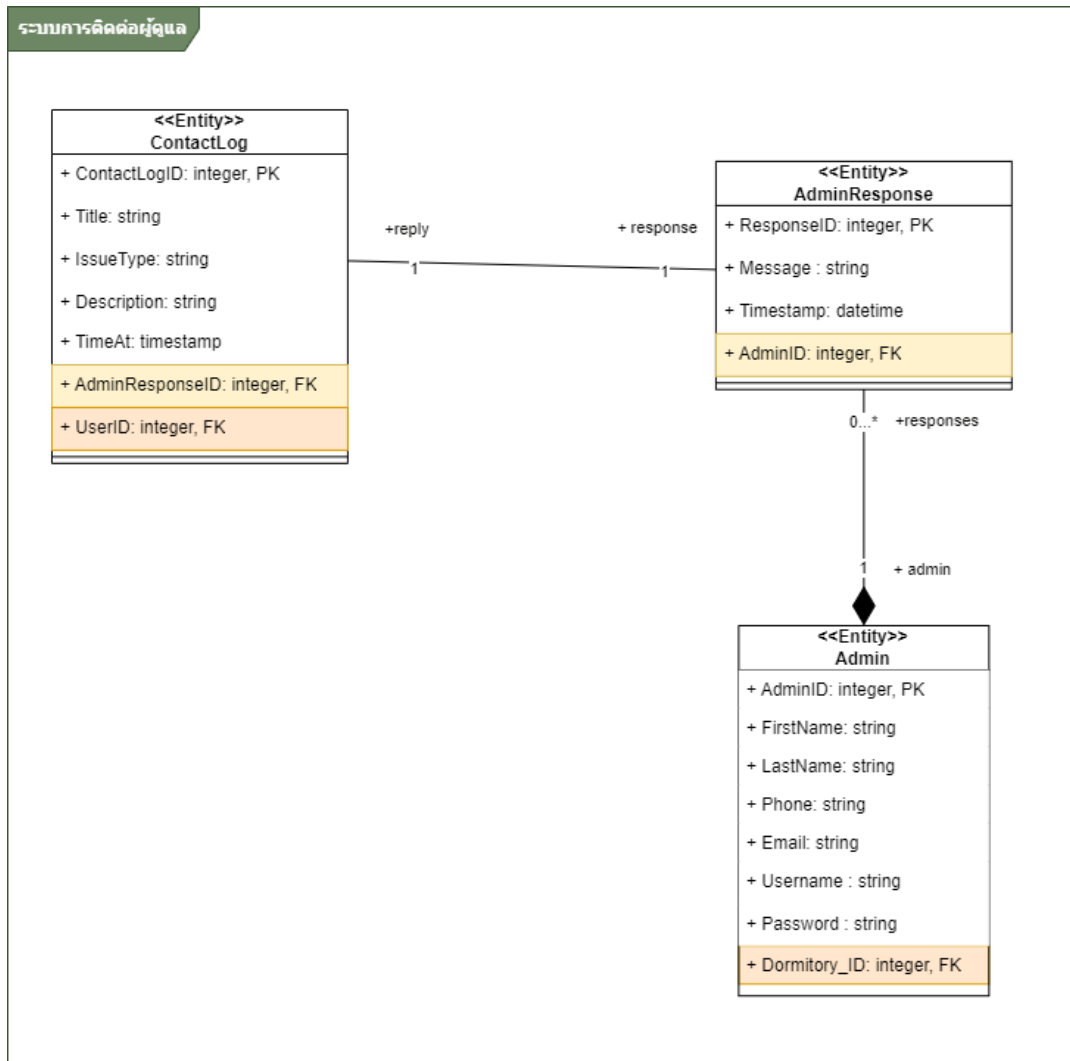 ระบบการติดต่อผู้ดูแล
<<Entity>>
ContactLog
+ ContactLogID: integer, PK
+ Title: string
+ IssueType: string
+ Description: string
+ TimeAt: timestamp
+ AdminResponseID: integer, FK
+ UserID: integer, FK
+reply
1
+ response
1
<<Entity>>
AdminResponse
+ ResponseID: integer, PK
+ Message : string
+ Timestamp: datetime
+ AdminID: integer, FK
0...*
+responses
1
+ admin
<<Entity>>
Admin
+ AdminID: integer, PK
+ FirstName: string
+ LastName: string
+ Phone: string
+ Email: string
+ Username : string
+ Password : string
+ Dormitory_ID: integer, FK